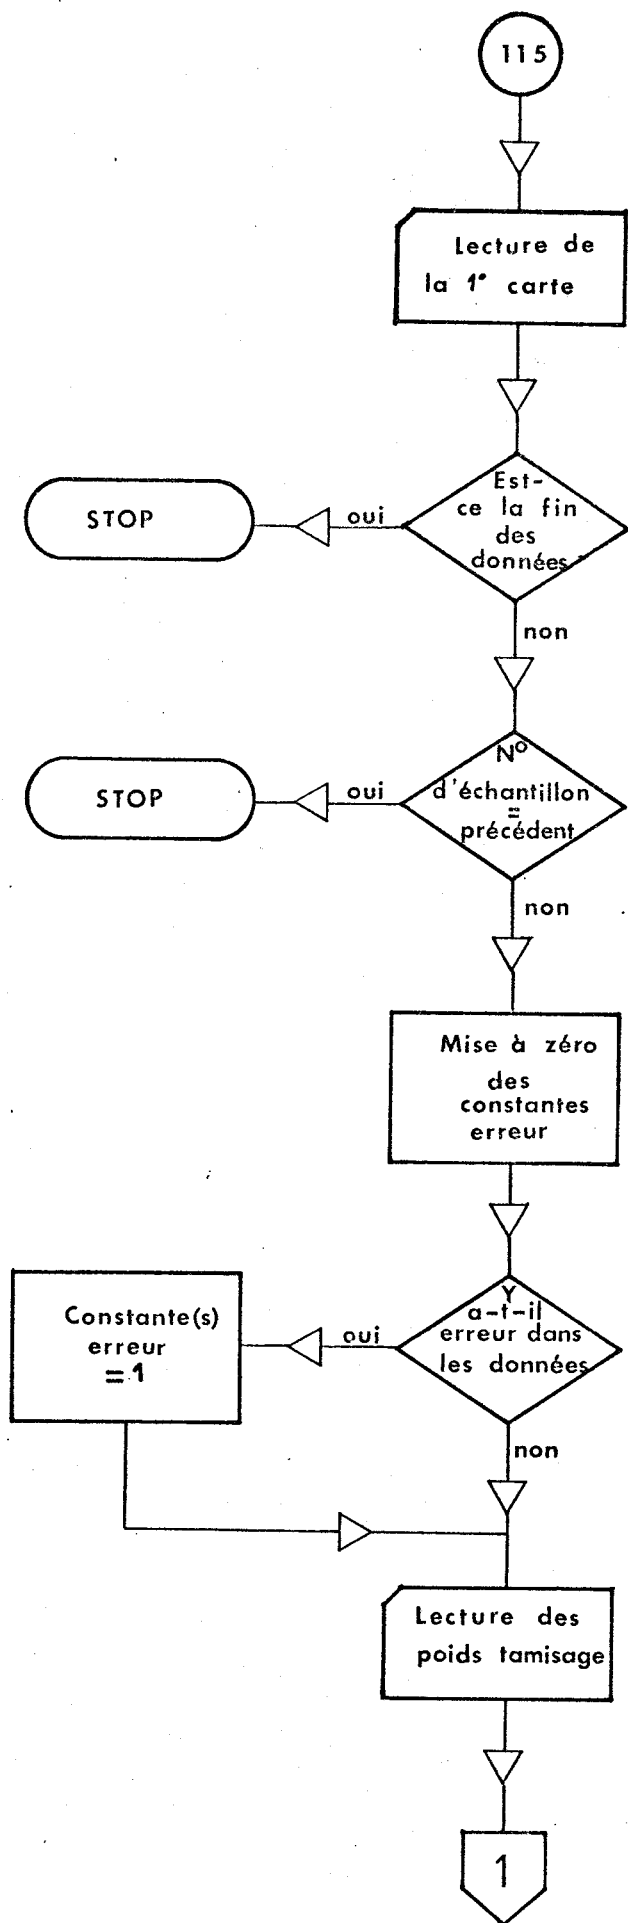 115
Lecture de
la 1° carte
Est-
ce la fin
des
données
oui
STOP
non
N°
d'échantillon
=
précédent
oui
STOP
non
Mise à zéro
des
constantes
erreur
Y
a-t-il
erreur dans
les données
oui
Constante(s)
erreur
= 1
non
Lecture des
poids tamisage
1